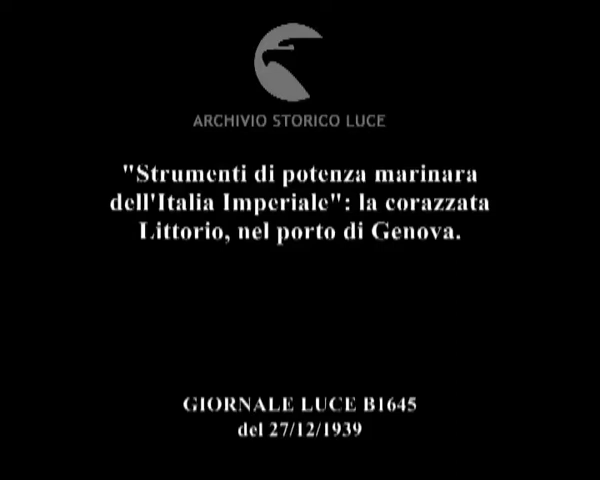 ARCHIVIO STORICO LUCE
"Strumenti di potenza marinara
dell'Italia Imperiale": la corazzata
Littorio, nel porto di Genova.
GIORNALE LUCE B1645
del 27/12/1939